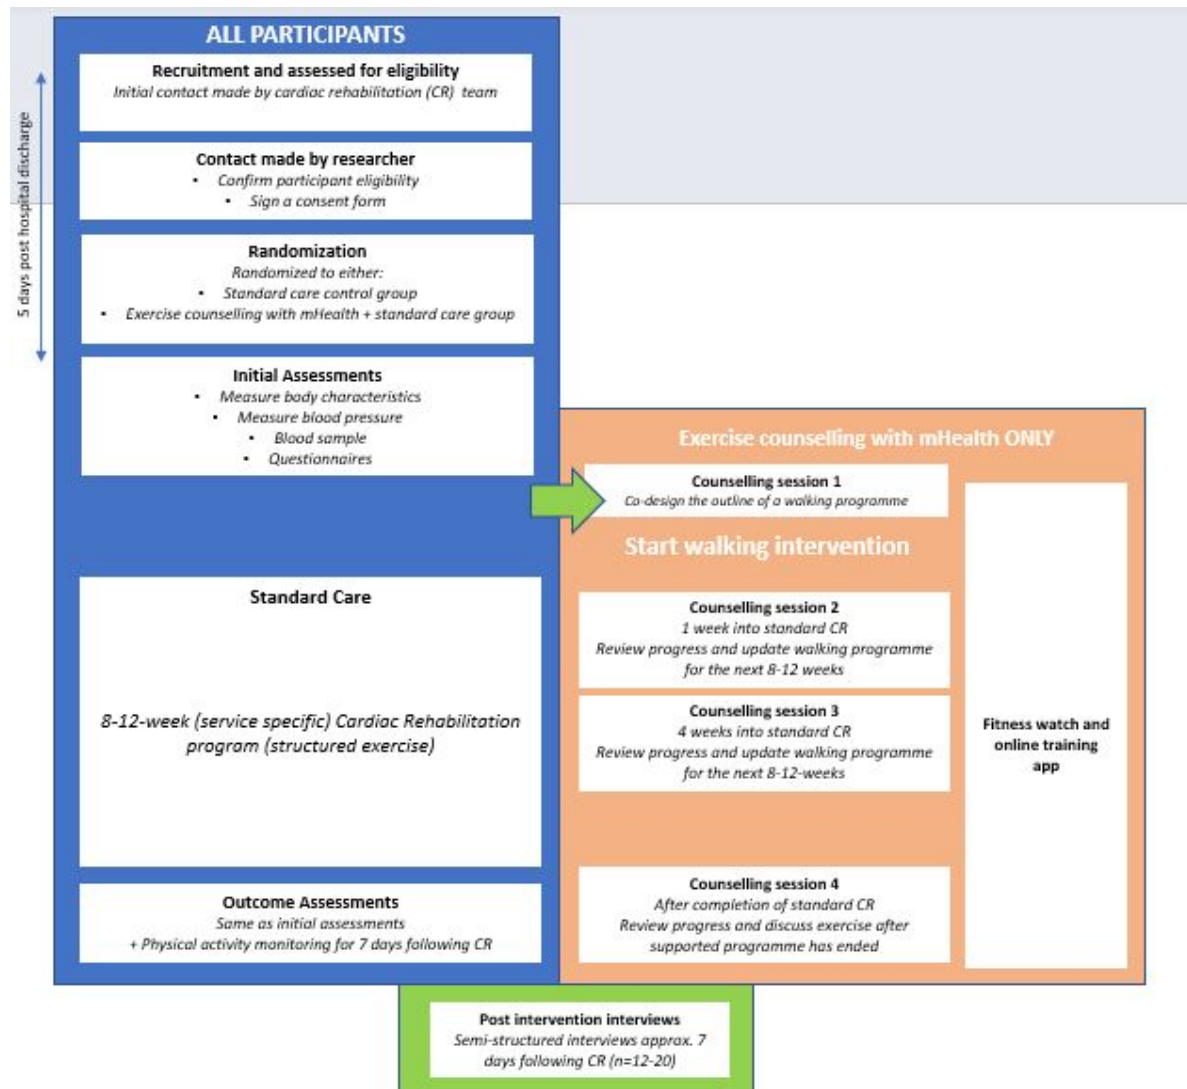 ALL PARTICIPANTS
Recruitment and assessed for eligibility
Initial contact made by cardiac rehabilitation (CR) team
5 days post hospital discharge
Contact made by researcher
▪ Confirm participant eligibility
▪ Sign a consent form
Randomization
Randomized to either:
▪ Standard care control group
▪ Exercise counselling with mHealth + standard care group
Initial Assessments
▪ Measure body characteristics
▪ Measure blood pressure
▪ Blood sample
▪ Questionnaires
Standard Care
8-12-week (service specific) Cardiac Rehabilitation
program (structured exercise)
Outcome Assessments
Same as initial assessments
+ Physical activity monitoring for 7 days following CR
Exercise counselling with mHealth ONLY
Counselling session 1
Co-design the outline of a walking programme
Start walking intervention
Counselling session 2
1 week into standard CR
Review progress and update walking programme
for the next 8-12 weeks
Counselling session 3
4 weeks into standard CR
Review progress and update walking programme
for the next 8-12-weeks
Counselling session 4
After completion of standard CR
Review progress and discuss exercise after
supported programme has ended
Fitness watch and
online training
app
Post intervention interviews
Semi-structured interviews approx. 7
days following CR (n=12-20)